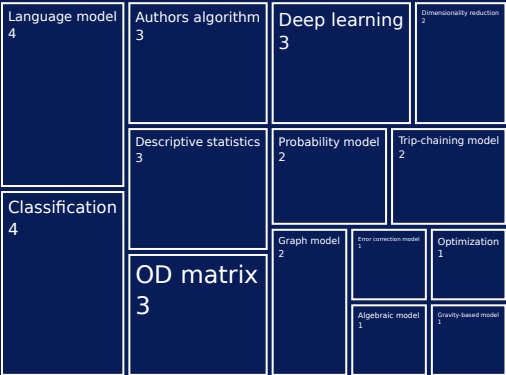 Language model
4
Authors algorithm
3
Deep learning
3
Dimensionality reduction
2
Descriptive statistics
3
Probability model
2
Trip-chaining model
2
Classification
4
OD matrix
3
Graph model
2
Error correction model
1
Optimization
1
Algebraic model
1
Gravity-based model
1